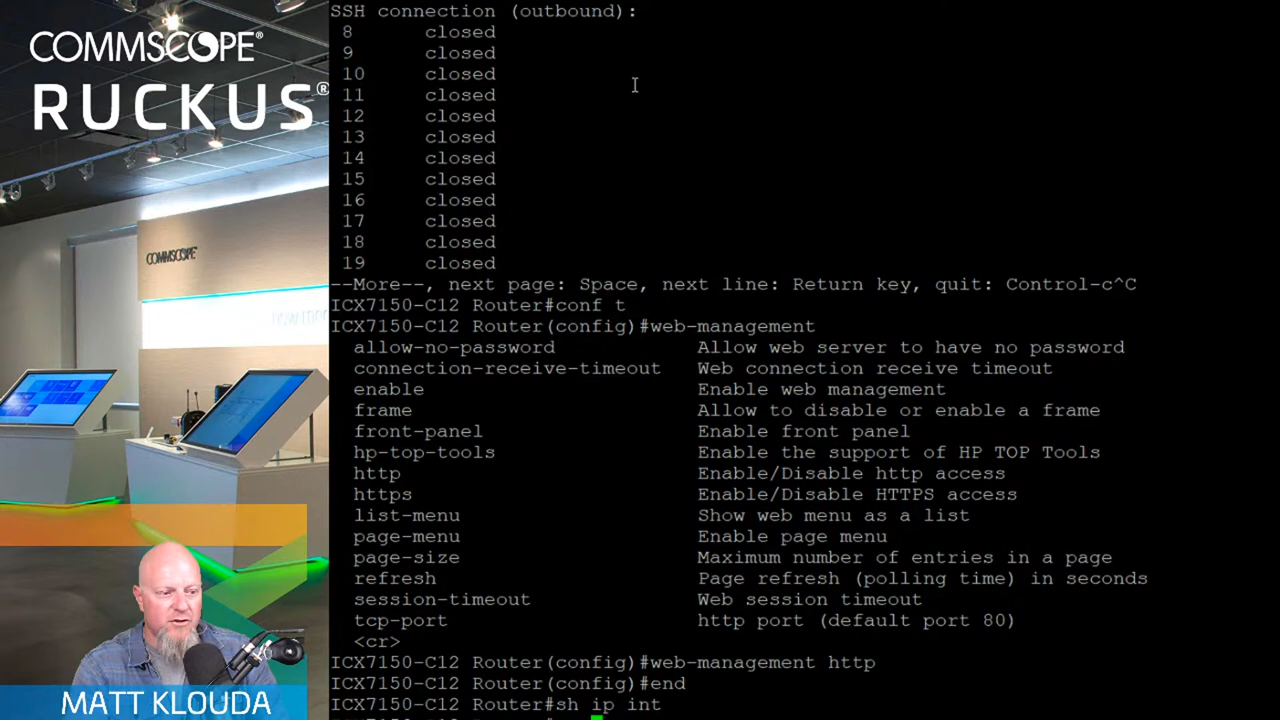 COMMSCOPE®
RUCKUS®
COMMSCOPE®
MATT KLOUDA
SSH connection (outbound):
8 closed
9 closed
10 closed
11 closed
12 closed
13 closed
14 closed
15 closed
16 closed
17 closed
18 closed
19 closed
--More--, next page: Space, next line: Return key, quit: Control-c^C
ICX7150-C12 Router#conf t
ICX7150-C12 Router(config)#web-management
allow-no-password Allow web server to have no password
connection-receive-timeout Web connection receive timeout
enable Enable web management
frame Allow to disable or enable a frame
front-panel Enable front panel
hp-top-tools Enable the support of HP TOP Tools
http Enable/Disable http access
https Enable/Disable HTTPS access
list-menu Show web menu as a list
page-menu Enable page menu
page-size Maximum number of entries in a page
refresh Page refresh (polling time) in seconds
session-timeout Web session timeout
tcp-port http port (default port 80)
<cr>
ICX7150-C12 Router(config)#web-management http
ICX7150-C12 Router(config)#end
ICX7150-C12 Router#sh ip int